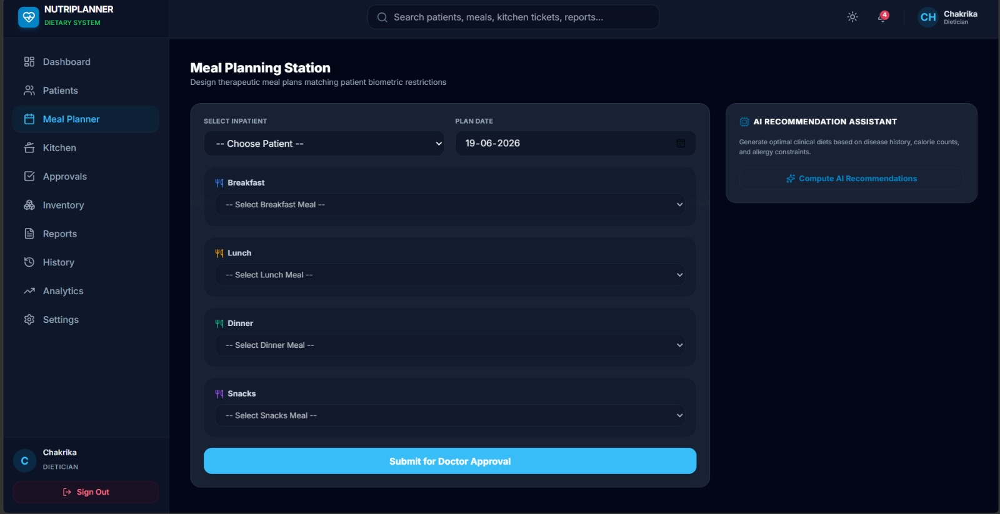 NUTRIPLANNER
DIETARY SYSTEM
Search patients, meals, kitchen tickets, reports...
4
CH
Chakrika
Dietician
Dashboard
Patients
Meal Planner
Kitchen
Approvals
Inventory
Reports
History
Analytics
Settings
Chakrika
C
DIETICIAN
Sign Out
Meal Planning Station
Design therapeutic meal plans matching patient biometric restrictions
SELECT INPATIENT
-- Choose Patient --
PLAN DATE
19-06-2026
Breakfast
-- Select Breakfast Meal --
Lunch
-- Select Lunch Meal --
Dinner
-- Select Dinner Meal --
Snacks
-- Select Snacks Meal --
Submit for Doctor Approval
AI RECOMMENDATION ASSISTANT
Generate optimal clinical diets based on disease history, calorie counts,
and allergy constraints.
Compute AI Recommendations